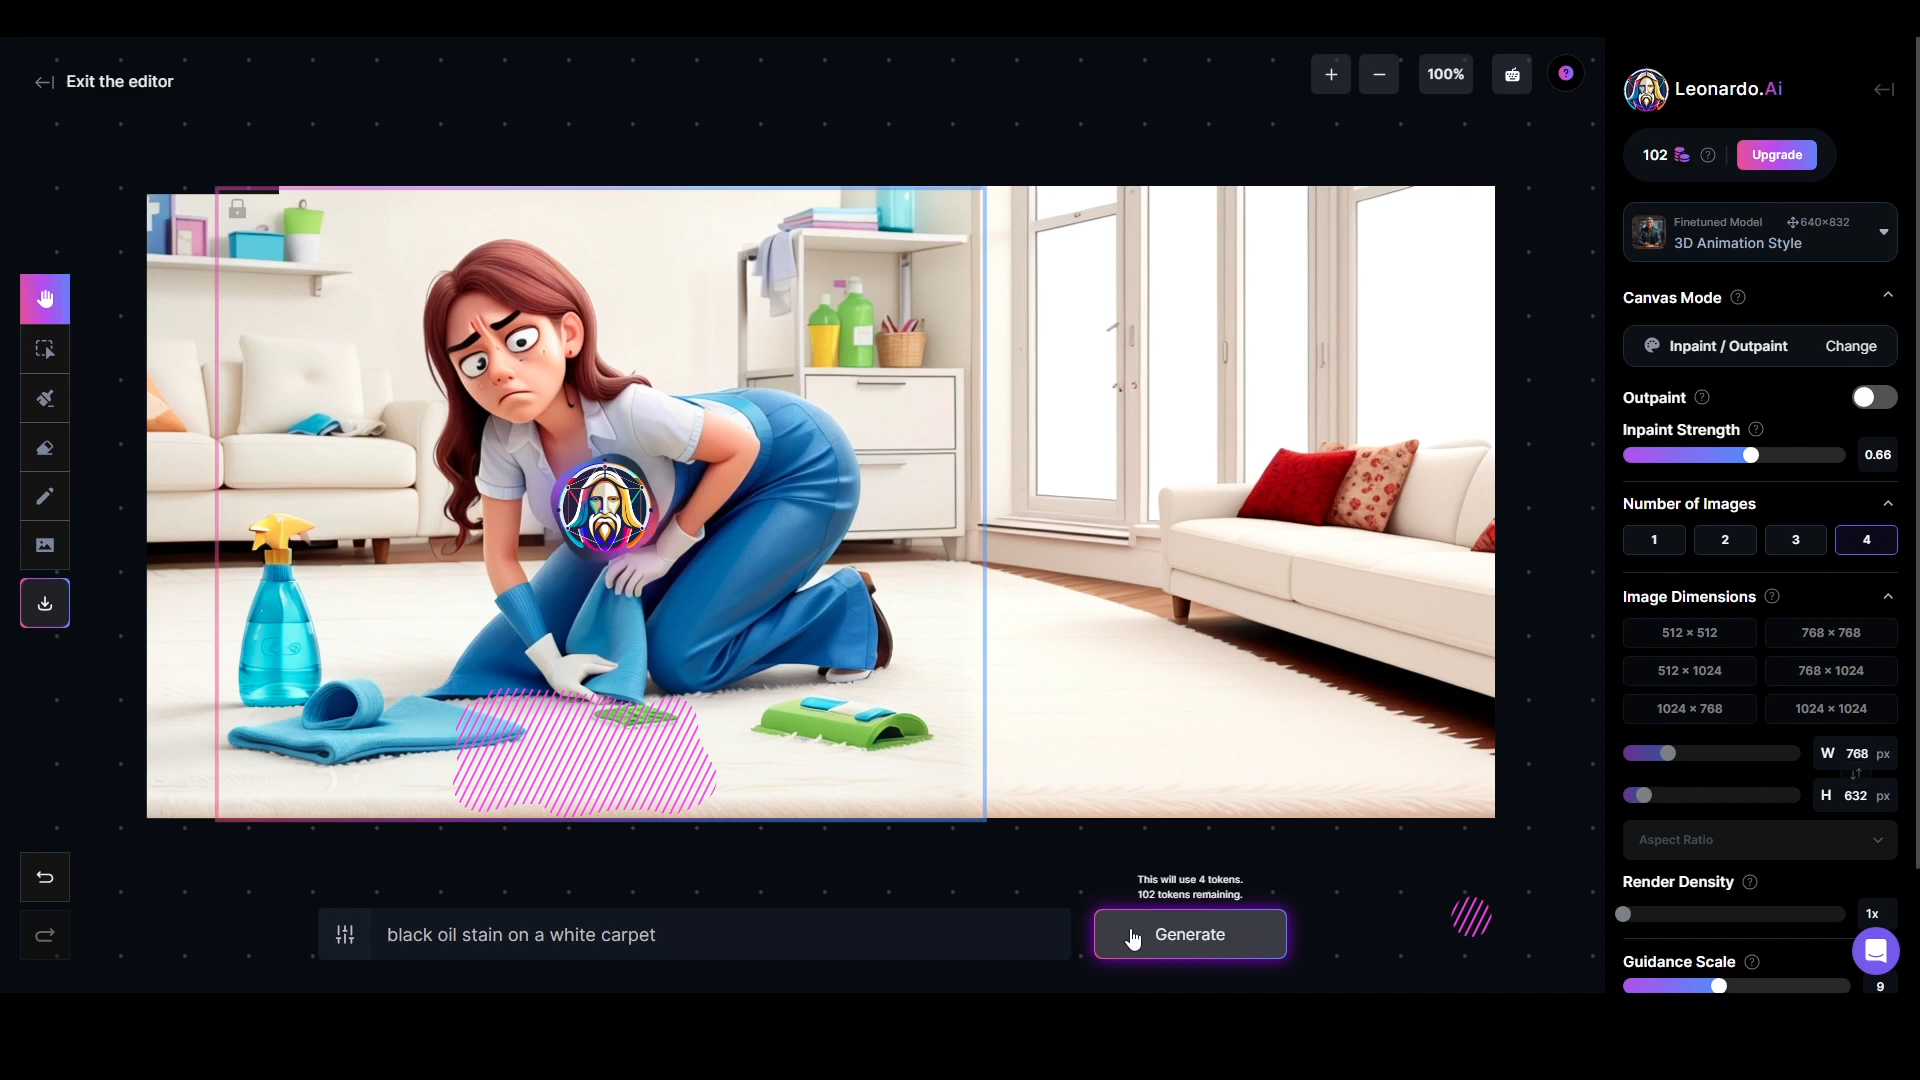 Exit the editor
+
−
100%
?
Leonardo.Ai
102
?
Upgrade
Finetuned Model
640×832
3D Animation Style
Canvas Mode ?
Inpaint / Outpaint
Change
Outpaint ?
Inpaint Strength ?
0.66
Number of Images
1 2 3 4
Image Dimensions ?
512 × 512
768 × 768
512 × 1024
768 × 1024
1024 × 768
1024 × 1024
W 768 px
H 632 px
Aspect Ratio
Render Density ?
1x
Guidance Scale ?
9
This will use 4 tokens.
102 tokens remaining.
black oil stain on a white carpet
Generate